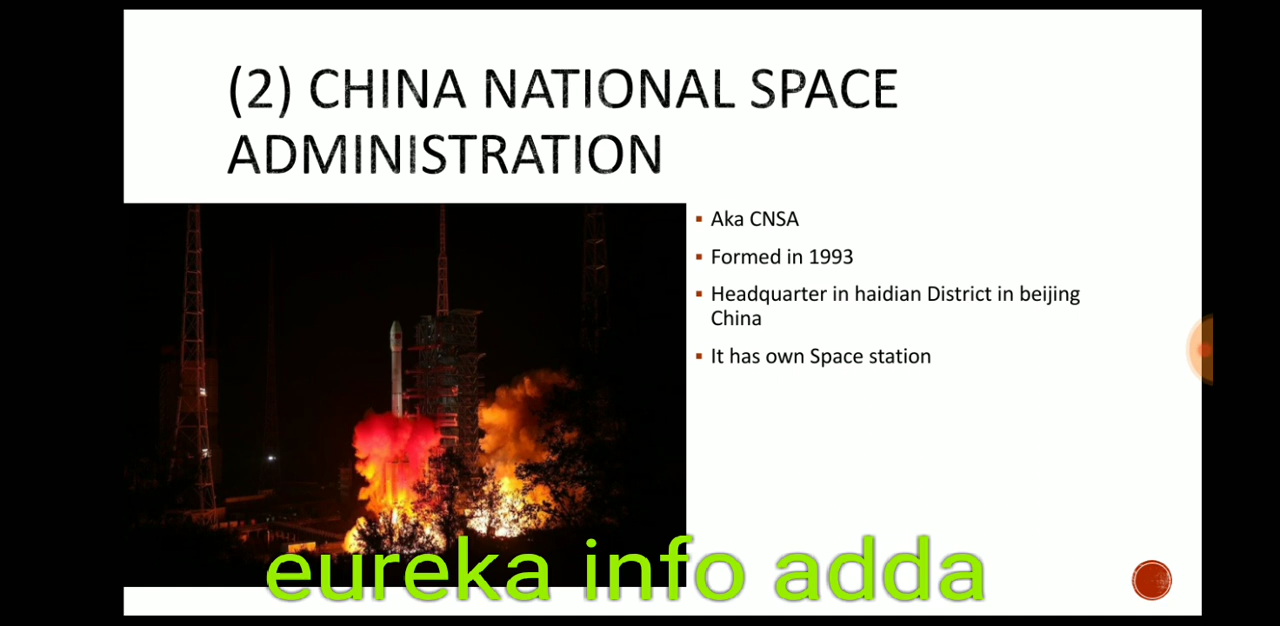 (2) CHINA NATIONAL SPACE
ADMINISTRATION
▪ Aka CNSA
▪ Formed in 1993
▪ Headquarter in haidian District in beijing
China
▪ It has own Space station
eureka info adda